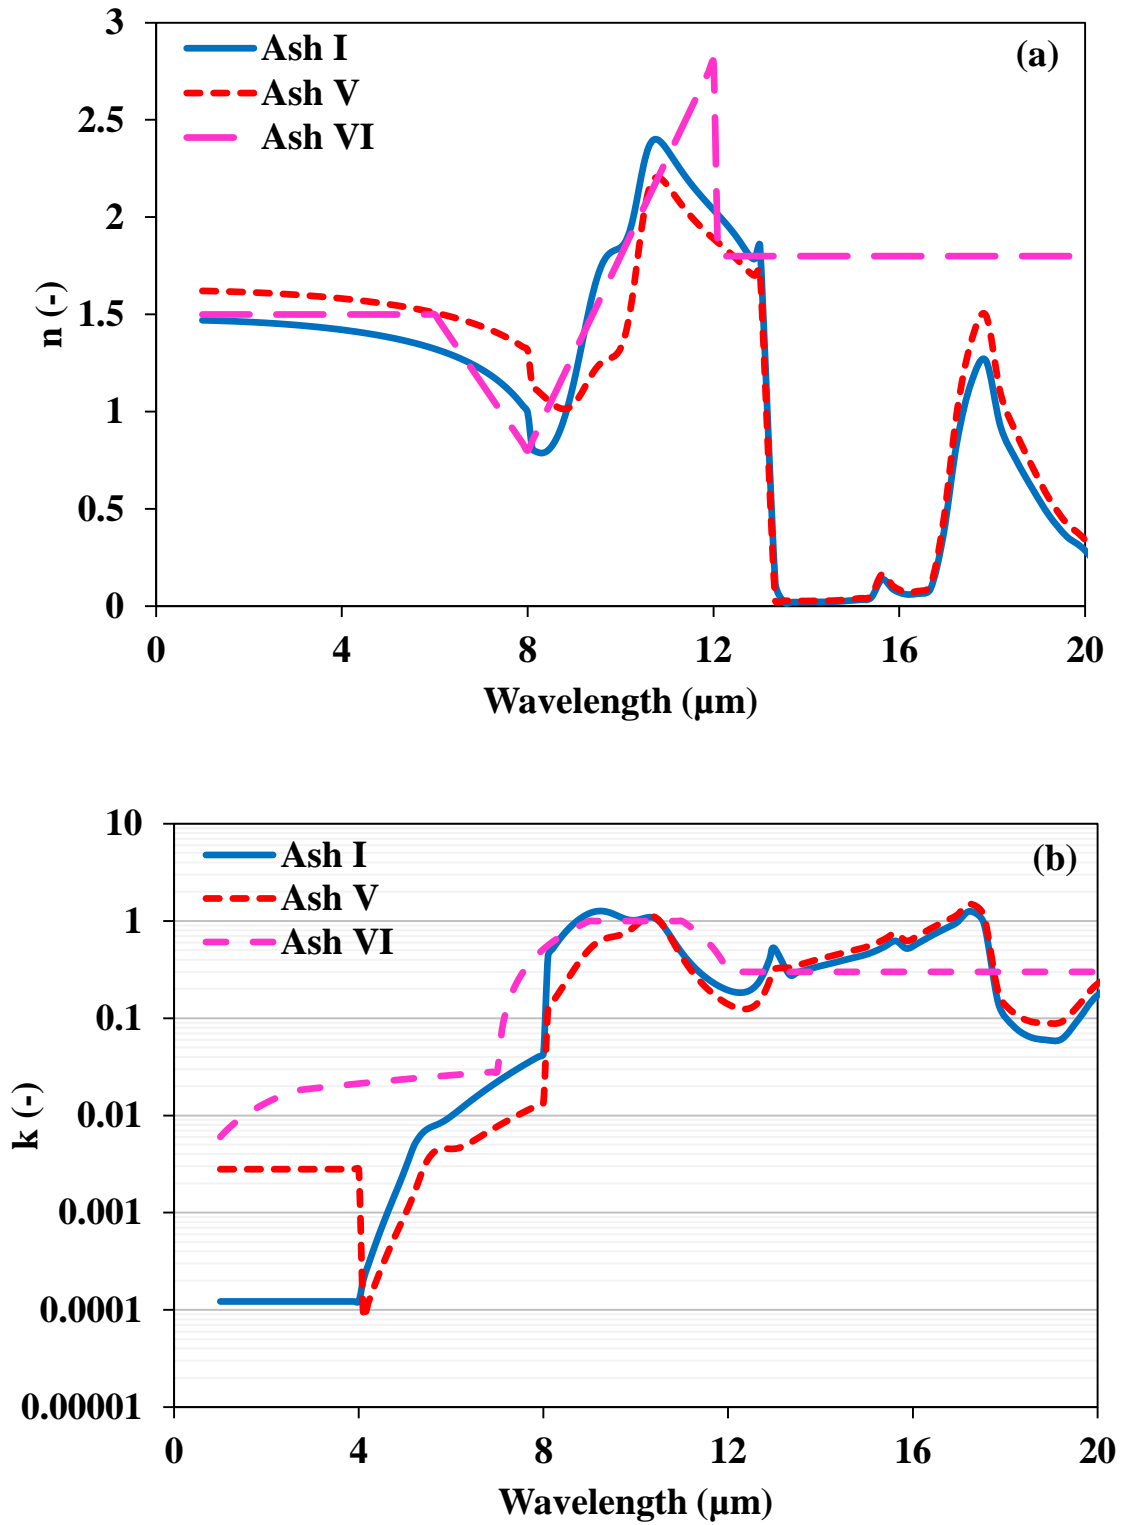 3
2.5
2
1.5
1
0.5
0
n (-)
Ash I
Ash V
Ash VI
(a)
0 4 8 12 16 20
Wavelength (μm)
10
1
0.1
0.01
0.001
0.0001
0.00001
k (-)
Ash I
Ash V
Ash VI
(b)
0 4 8 12 16 20
Wavelength (μm)